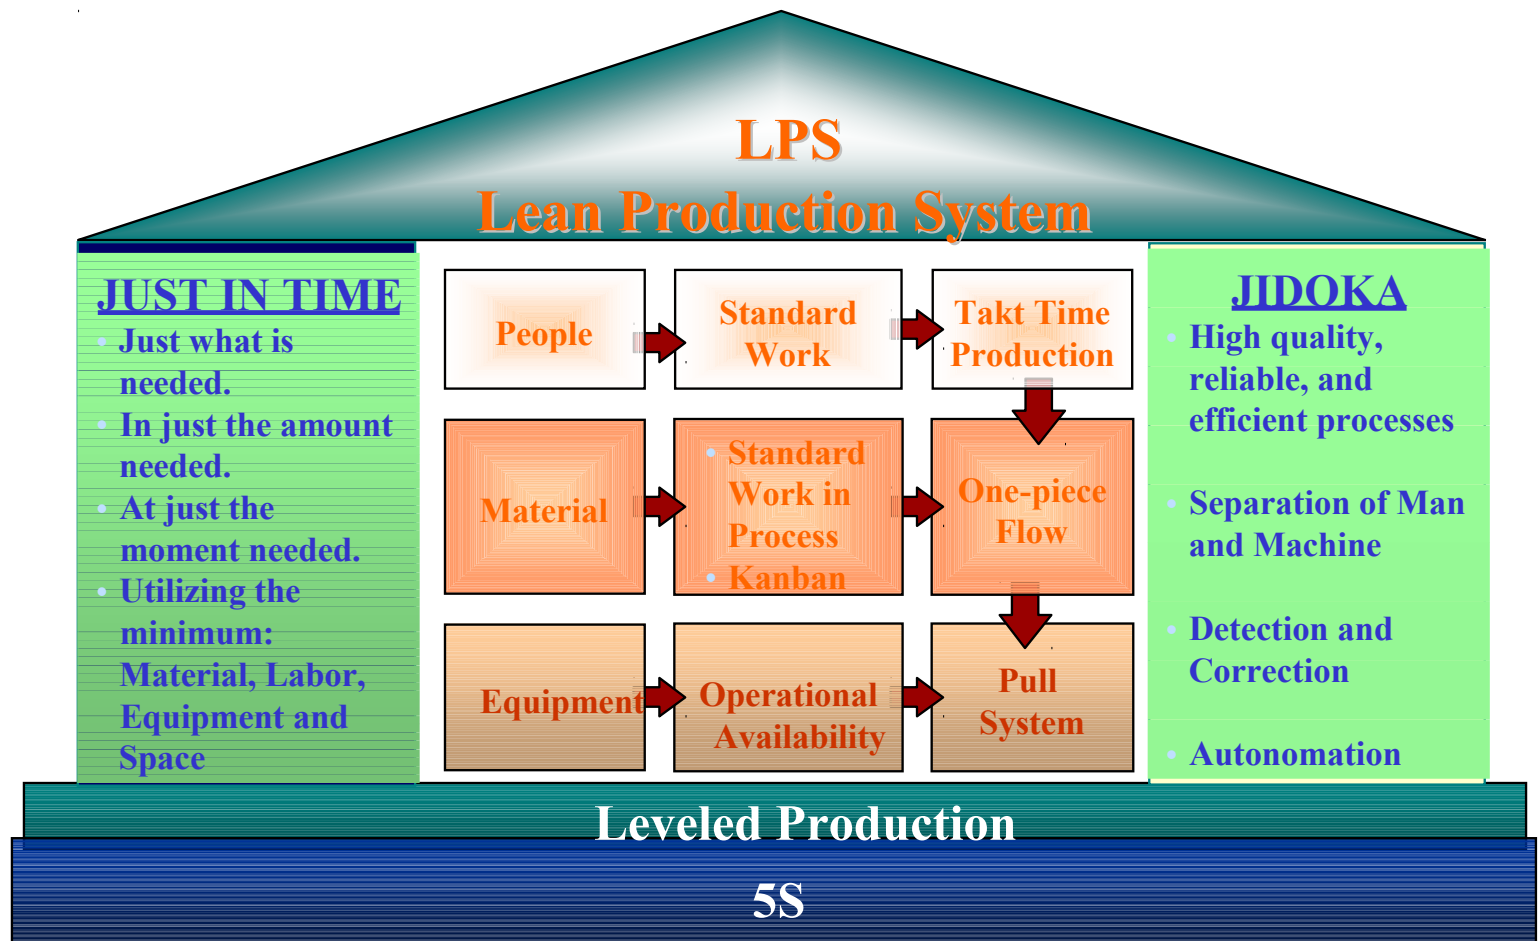 LPS
Lean Production System
JUST IN TIME
• Just what is
needed.
• In just the amount
needed.
• At just the
moment needed.
• Utilizing the
minimum:
Material, Labor,
Equipment and
Space
People
Standard
Work
Takt Time
Production
Material
• Standard
Work in
Process
• Kanban
One-piece
Flow
Equipment
Operational
Availability
Pull
System
JIDOKA
• High quality,
reliable, and
efficient processes
• Separation of Man
and Machine
• Detection and
Correction
• Autonomation
Leveled Production
5S